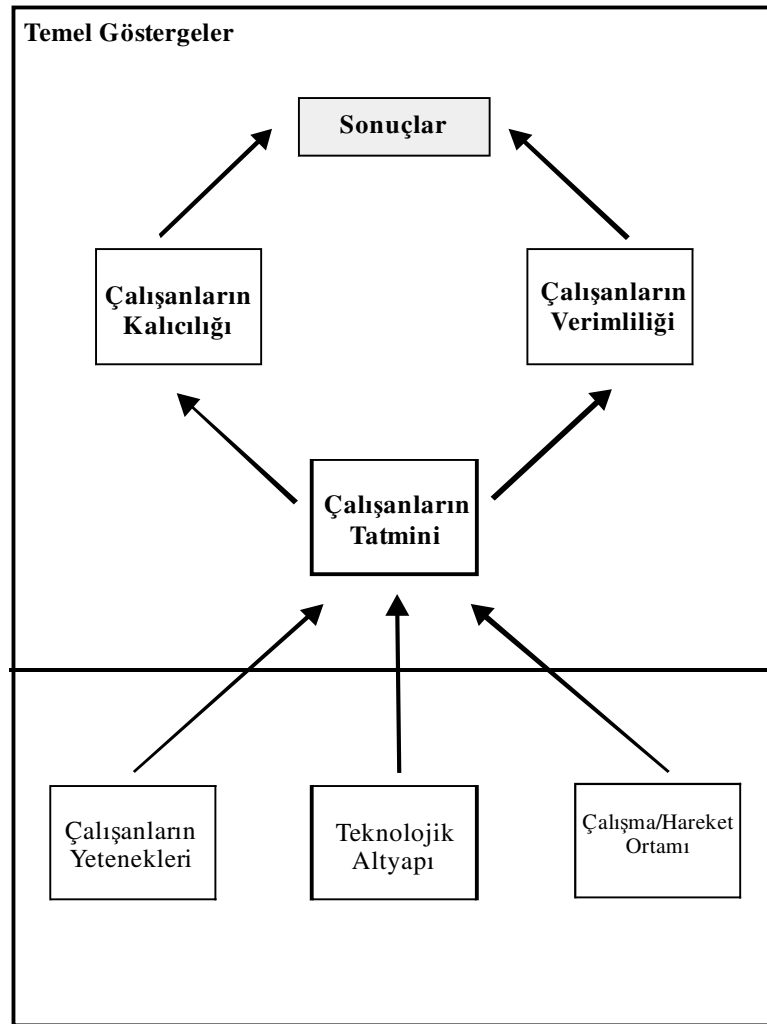 Temel Göstergeler
Sonuçlar
Çalışanların
Kalıcılığı
Çalışanların
Verimliliği
Çalışanların
Tatmini
Çalışanların
Yetenekleri
Teknolojik
Altyapı
Çalışma/Hareket
Ortamı